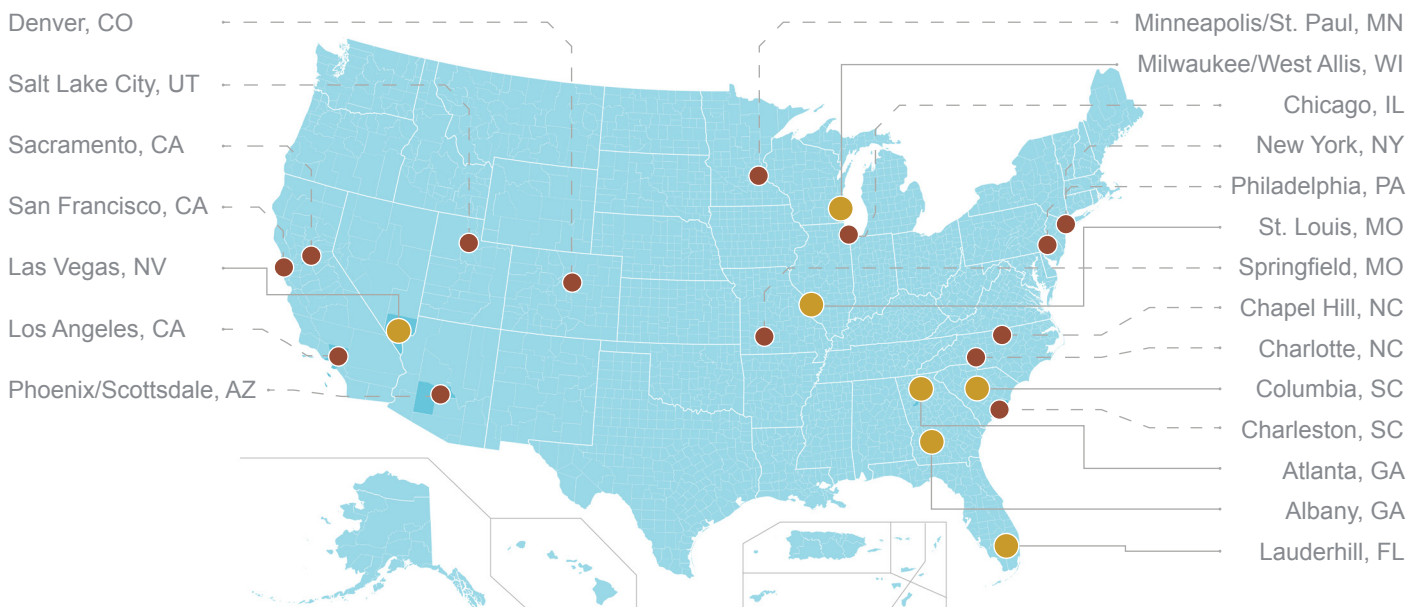 Denver, CO
Salt Lake City, UT
Sacramento, CA
San Francisco, CA
Las Vegas, NV
Los Angeles, CA
Phoenix/Scottsdale, AZ
Minneapolis/St. Paul, MN
Milwaukee/West Allis, WI
Chicago, IL
New York, NY
Philadelphia, PA
St. Louis, MO
Springfield, MO
Chapel Hill, NC
Charlotte, NC
Columbia, SC
Charleston, SC
Atlanta, GA
Albany, GA
Lauderhill, FL